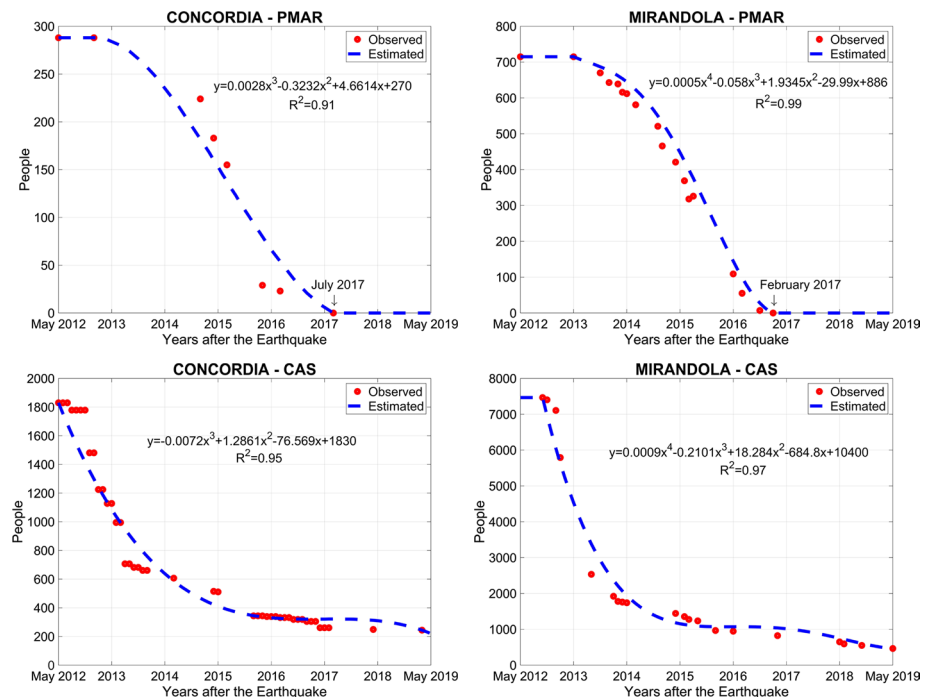 CONCORDIA - PMAR
300
250
200
150
100
50
0
People
Observed
Estimated
y=0.0028x³-0.3232x²+4.6614x+270
R²=0.91
July 2017
↓
May 2012 2013 2014 2015 2016 2017 2018 May 2019
Years after the Earthquake
MIRANDOLA - PMAR
800
700
600
500
400
300
200
100
0
People
Observed
Estimated
y=0.0005x⁴-0.058x³+1.9345x²-29.99x+886
R²=0.99
February 2017
↓
May 2012 2013 2014 2015 2016 2017 2018 May 2019
Years after the Earthquake
CONCORDIA - CAS
2000
1800
1600
1400
1200
1000
800
600
400
200
0
People
Observed
Estimated
y=-0.0072x³+1.2861x²-76.569x+1830
R²=0.95
May 2012 2013 2014 2015 2016 2017 2018 May 2019
Years after the Earthquake
MIRANDOLA - CAS
8000
7000
6000
5000
4000
3000
2000
1000
0
People
Observed
Estimated
y=0.0009x⁴-0.2101x³+18.284x²-684.8x+10400
R²=0.97
May 2012 2013 2014 2015 2016 2017 2018 May 2019
Years after the Earthquake